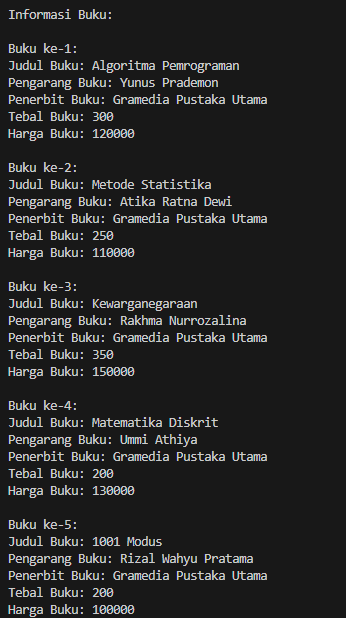 Informasi Buku:
Buku ke-1:
Judul Buku: Algoritma Pemrograman
Pengarang Buku: Yunus Prademon
Penerbit Buku: Gramedia Pustaka Utama
Tebal Buku: 300
Harga Buku: 120000
Buku ke-2:
Judul Buku: Metode Statistika
Pengarang Buku: Atika Ratna Dewi
Penerbit Buku: Gramedia Pustaka Utama
Tebal Buku: 250
Harga Buku: 110000
Buku ke-3:
Judul Buku: Kewarganegaraan
Pengarang Buku: Rakhma Nurrozalina
Penerbit Buku: Gramedia Pustaka Utama
Tebal Buku: 350
Harga Buku: 150000
Buku ke-4:
Judul Buku: Matematika Diskrit
Pengarang Buku: Ummi Athiya
Penerbit Buku: Gramedia Pustaka Utama
Tebal Buku: 200
Harga Buku: 130000
Buku ke-5:
Judul Buku: 1001 Modus
Pengarang Buku: Rizal Wahyu Pratama
Penerbit Buku: Gramedia Pustaka Utama
Tebal Buku: 200
Harga Buku: 100000